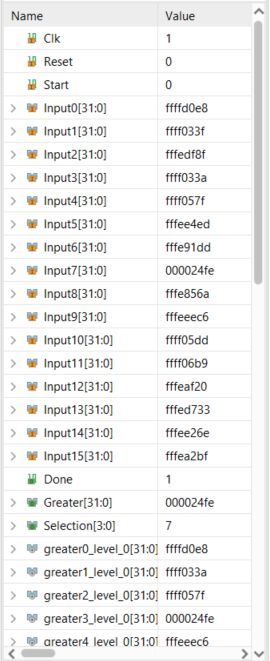 Name Value
Clk 1
Reset 0
Start 0
Input0[31:0] ffffd0e8
Input1[31:0] ffff033f
Input2[31:0] fffedf8f
Input3[31:0] ffff033a
Input4[31:0] ffff057f
Input5[31:0] fffee4ed
Input6[31:0] fffe91dd
Input7[31:0] 000024fe
Input8[31:0] fffe856a
Input9[31:0] fffeeec6
Input10[31:0] ffff05dd
Input11[31:0] ffff06b9
Input12[31:0] fffeaf20
Input13[31:0] fffed733
Input14[31:0] fffee26e
Input15[31:0] fffea2bf
Done 1
Greater[31:0] 000024fe
Selection[3:0] 7
greater0_level_0[31:0] ffffd0e8
greater1_level_0[31:0] ffff033a
greater2_level_0[31:0] ffff057f
greater3_level_0[31:0] 000024fe
greater4_level_0[31:0] fffeeec6